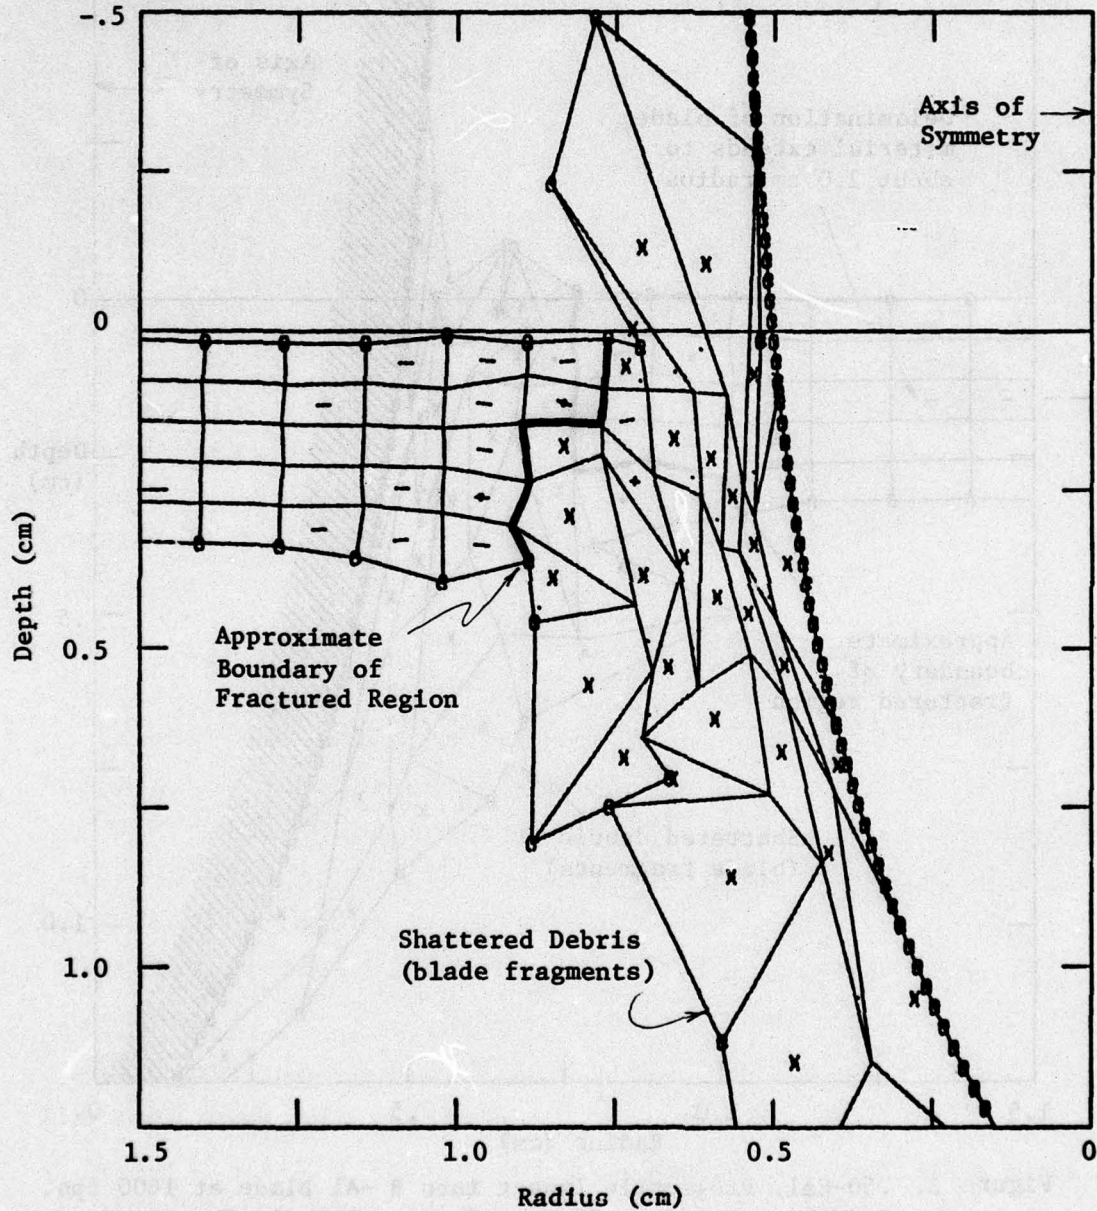 -.5
Axis of
Symmetry
0
Depth (cm)
Approximate
Boundary of
Fractured Region
0.5
Shattered Debris
(blade fragments)
1.0
1.5
1.0
0.5
0
Radius (cm)